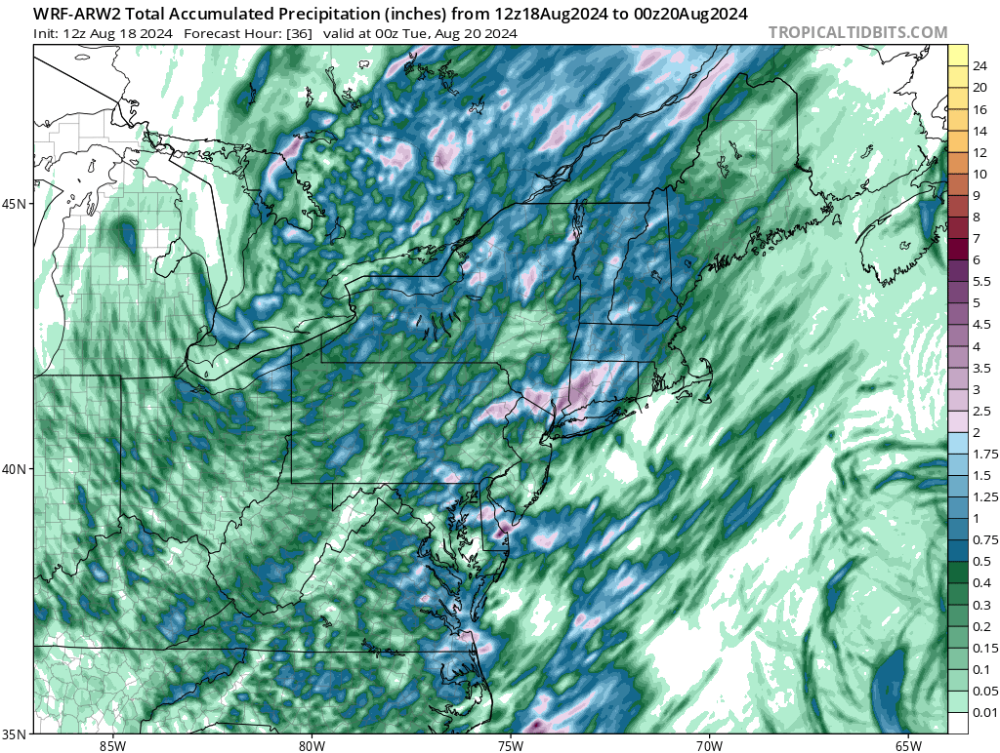 WRF-ARW2 Total Accumulated Precipitation (inches) from 12z18Aug2024 to 00z20Aug2024
Init: 12z Aug 18 2024 Forecast Hour: [36] valid at 00z Tue, Aug 20 2024
TROPICALTIDBITS.COM
24
20
16
14
12
10
9
8
7
6
5.5
5
4.5
4
3.5
3
2.5
2
1.75
1.5
1.25
1
0.75
0.5
0.4
0.3
0.2
0.15
0.1
0.05
0.01
45N
40N
35N
85W
80W
75W
70W
65W